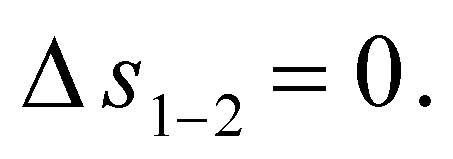 Δs₁₋₂ = 0.